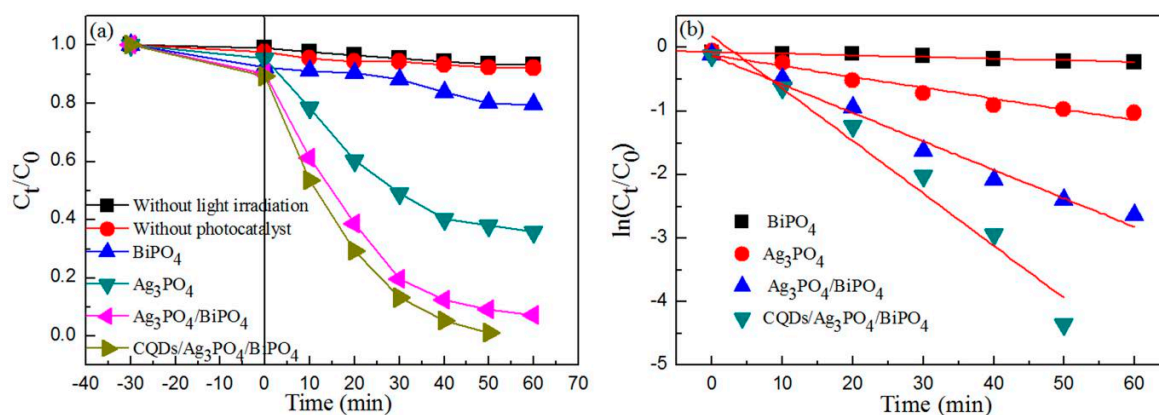 (a)
1.0
0.8
0.6
0.4
0.2
0.0
Ct/C0
Without light irradiation
Without photocatalyst
BiPO4
Ag3PO4
Ag3PO4/BiPO4
CQDs/Ag3PO4/BiPO4
-40 -30 -20 -10 0 10 20 30 40 50 60 70
Time (min)
(b)
0
-1
-2
-3
-4
-5
ln(Ct/C0)
BiPO4
Ag3PO4
Ag3PO4/BiPO4
CQDs/Ag3PO4/BiPO4
0 10 20 30 40 50 60
Time (min)